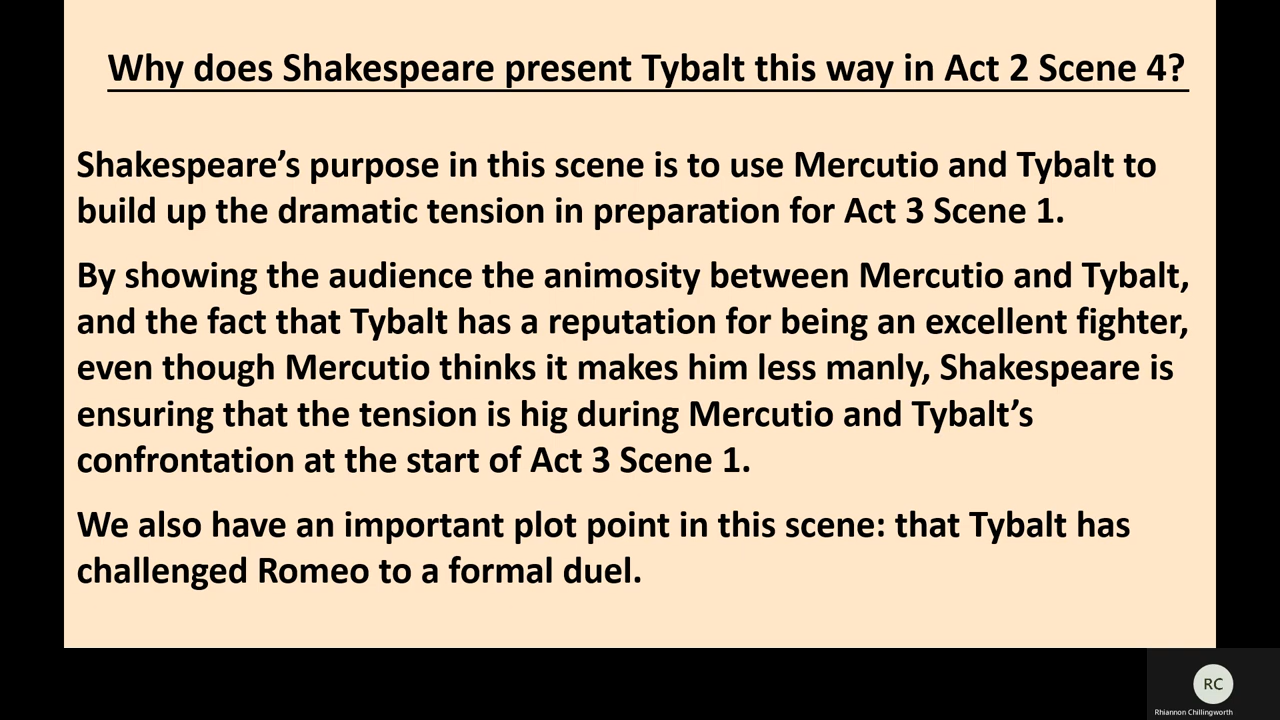 Why does Shakespeare present Tybalt this way in Act 2 Scene 4?
Shakespeare’s purpose in this scene is to use Mercutio and Tybalt to
build up the dramatic tension in preparation for Act 3 Scene 1.
By showing the audience the animosity between Mercutio and Tybalt,
and the fact that Tybalt has a reputation for being an excellent fighter,
even though Mercutio thinks it makes him less manly, Shakespeare is
ensuring that the tension is hig during Mercutio and Tybalt’s
confrontation at the start of Act 3 Scene 1.
We also have an important plot point in this scene: that Tybalt has
challenged Romeo to a formal duel.
RC
Rhiannon Chillingworth